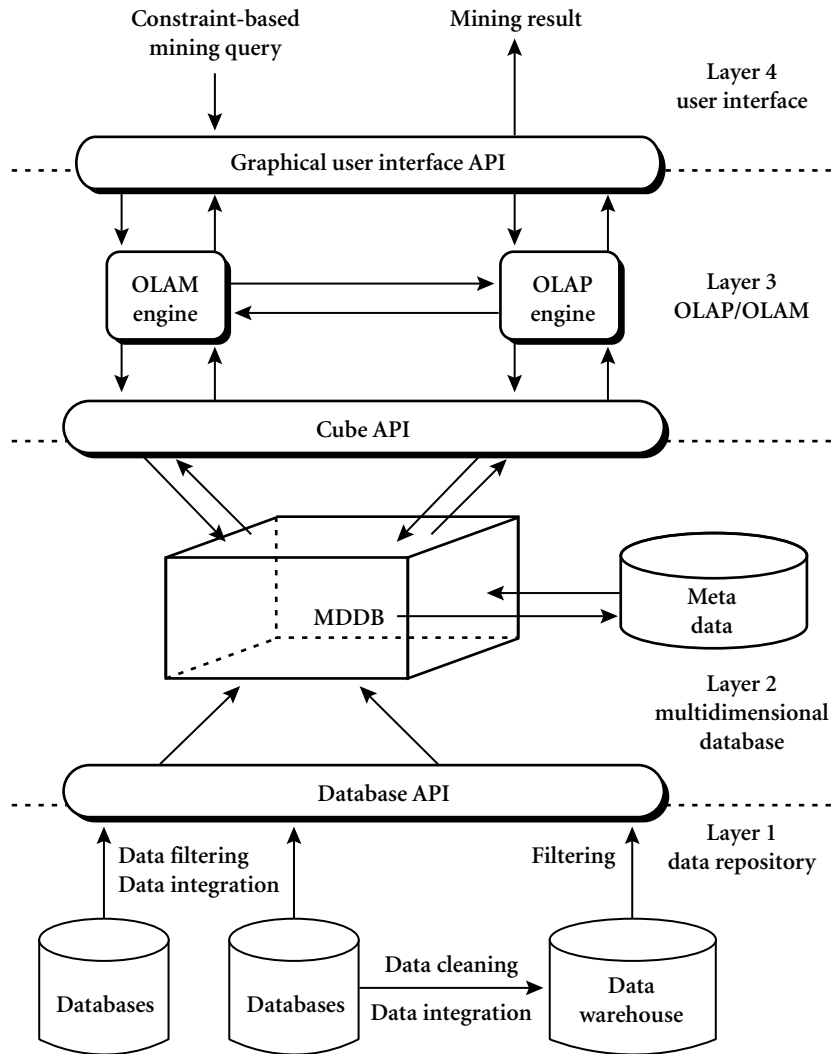 Constraint-based
mining query
Mining result
Layer 4
user interface
Graphical user interface API
OLAM
engine
OLAP
engine
Layer 3
OLAP/OLAM
Cube API
MDDB
Meta
data
Layer 2
multidimensional
database
Database API
Layer 1
data repository
Data filtering
Data integration
Filtering
Databases
Databases
Data cleaning
Data integration
Data
warehouse